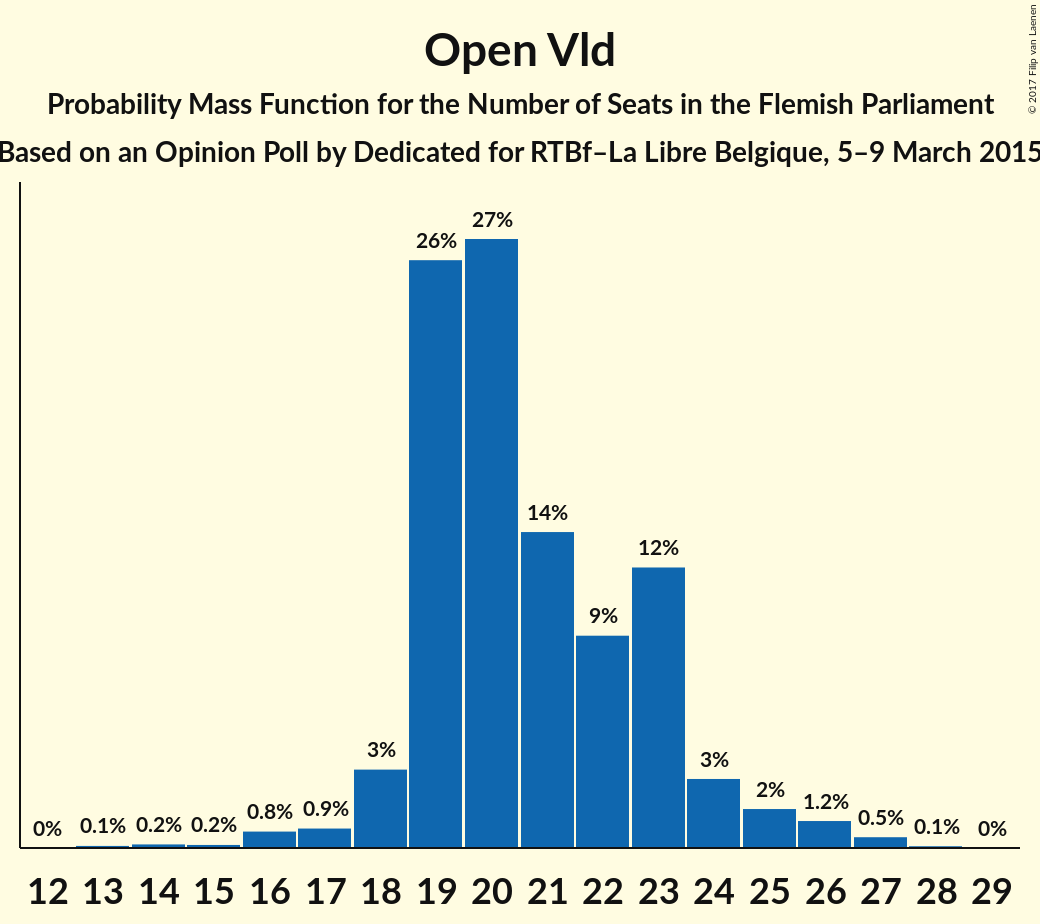 Open Vld
Probability Mass Function for the Number of Seats in the Flemish Parliament
Based on an Opinion Poll by Dedicated for RTBf–La Libre Belgique, 5–9 March 2015
© 2017 Filip van Laenen
0% 0.1% 0.2% 0.2% 0.8% 0.9% 3% 26% 27% 14% 9% 12% 3% 2% 1.2% 0.5% 0.1% 0%
12 13 14 15 16 17 18 19 20 21 22 23 24 25 26 27 28 29